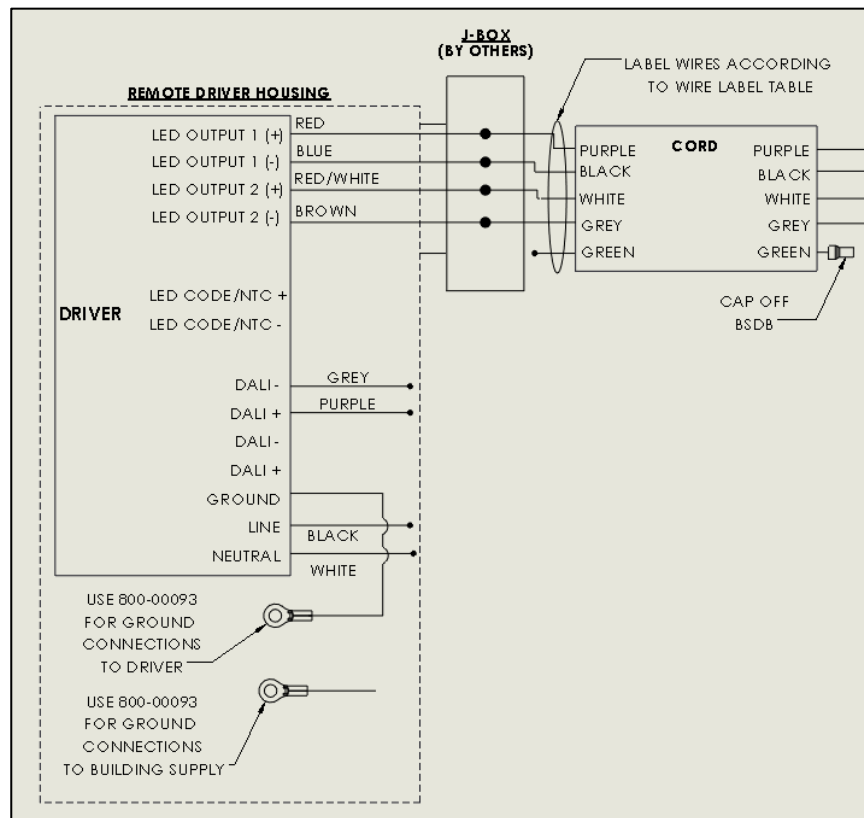 J-BOX
(BY OTHERS)
LABEL WIRES ACCORDING
TO WIRE LABEL TABLE
REMOTE DRIVER HOUSING
DRIVER
LED OUTPUT 1 (+)
RED
LED OUTPUT 1 (-)
BLUE
LED OUTPUT 2 (+)
RED/WHITE
LED OUTPUT 2 (-)
BROWN
LED CODE/NTC +
LED CODE/NTC -
DALI -
GREY
DALI +
PURPLE
DALI -
DALI +
GROUND
LINE
BLACK
NEUTRAL
WHITE
CORD
PURPLE
PURPLE
BLACK
BLACK
WHITE
WHITE
GREY
GREY
GREEN
GREEN
CAP OFF
BSDB
USE 800-00093
FOR GROUND
CONNECTIONS
TO DRIVER
USE 800-00093
FOR GROUND
CONNECTIONS
TO BUILDING SUPPLY